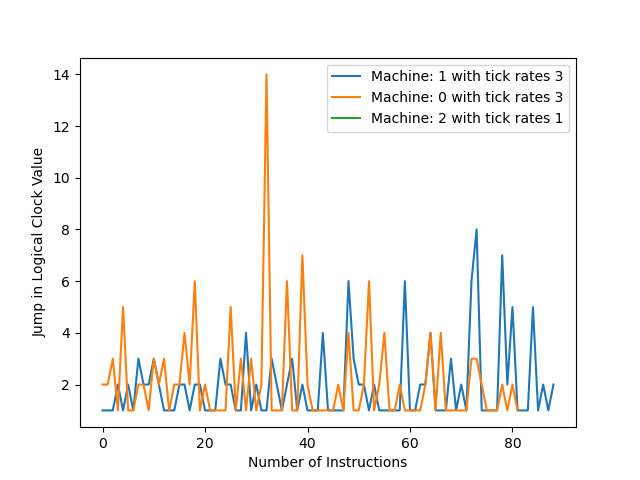 Machine: 1 with tick rates 3
Machine: 0 with tick rates 3
Machine: 2 with tick rates 1
14
12
10
8
6
4
2
Jump in Logical Clock Value
0 20 40 60 80
Number of Instructions